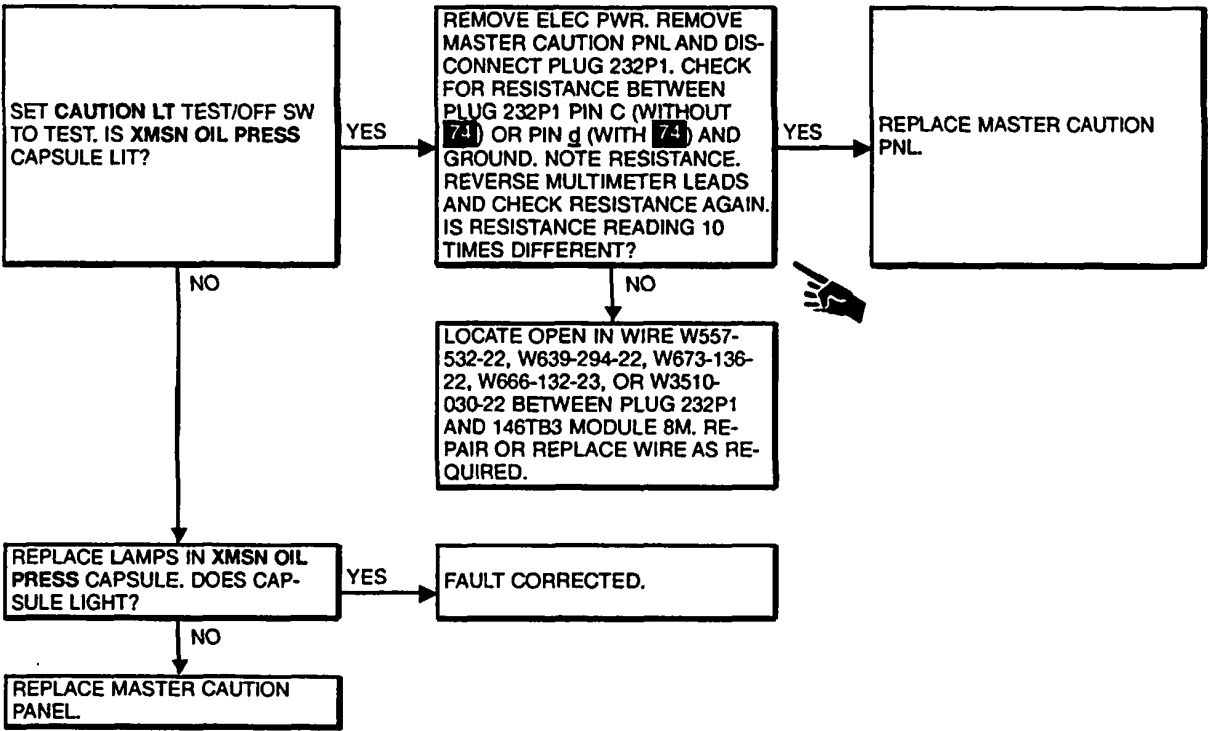 SET CAUTION LT TEST/OFF SW
TO TEST. IS XMSN OIL PRESS
CAPSULE LIT?
YES
REMOVE ELEC PWR. REMOVE
MASTER CAUTION PNL AND DIS-
CONNECT PLUG 232P1. CHECK
FOR RESISTANCE BETWEEN
PLUG 232P1 PIN C (WITHOUT
74) OR PIN d (WITH 74) AND
GROUND. NOTE RESISTANCE.
REVERSE MULTIMETER LEADS
AND CHECK RESISTANCE AGAIN.
IS RESISTANCE READING 10
TIMES DIFFERENT?
YES
REPLACE MASTER CAUTION
PNL.
NO
NO
LOCATE OPEN IN WIRE W557-
532-22, W639-294-22, W673-136-
22, W666-132-23, OR W3510-
030-22 BETWEEN PLUG 232P1
AND 146TB3 MODULE 8M. RE-
PAIR OR REPLACE WIRE AS RE-
QUIRED.
REPLACE LAMPS IN XMSN OIL
PRESS CAPSULE. DOES CAP-
SULE LIGHT?
YES
FAULT CORRECTED.
NO
REPLACE MASTER CAUTION
PANEL.